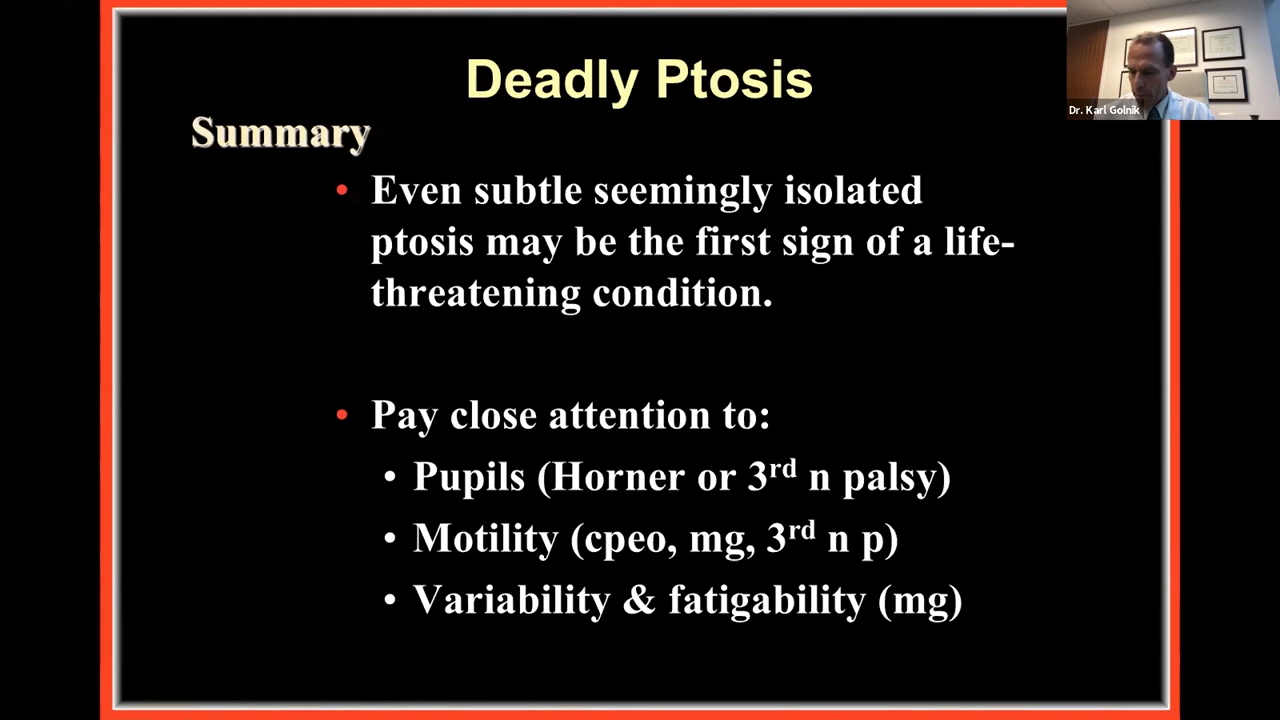 Deadly Ptosis
Dr. Karl Golnik
Summary
• Even subtle seemingly isolated
ptosis may be the first sign of a life-
threatening condition.
• Pay close attention to:
• Pupils (Horner or 3rd n palsy)
• Motility (cpeo, mg, 3rd n p)
• Variability & fatigability (mg)